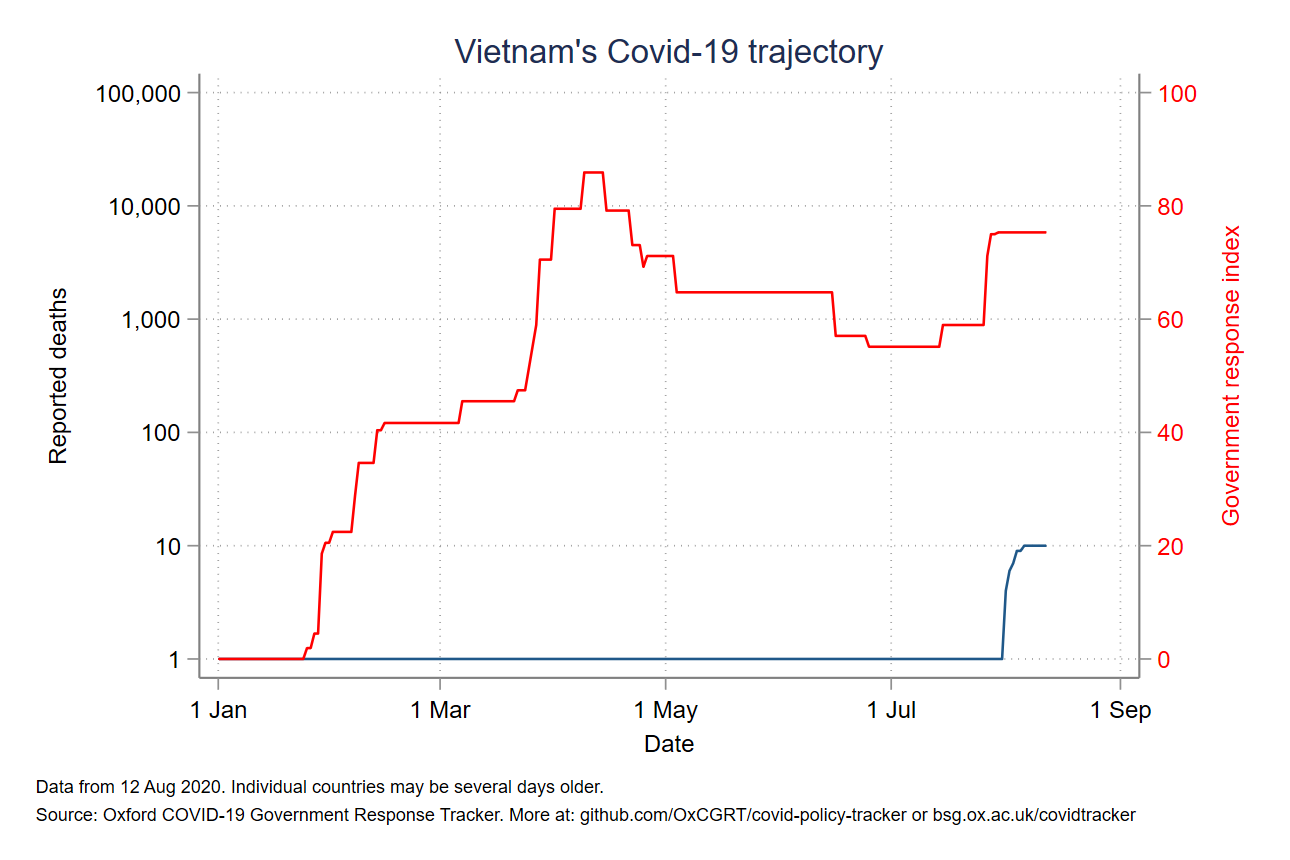 Vietnam's Covid-19 trajectory
100,000
10,000
1,000
100
10
1
Reported deaths
100
80
60
40
20
0
Government response index
1 Jan
1 Mar
1 May
1 Jul
1 Sep
Date
Data from 12 Aug 2020. Individual countries may be several days older.
Source: Oxford COVID-19 Government Response Tracker. More at: github.com/OxCGRT/covid-policy-tracker or bsg.ox.ac.uk/covidtracker